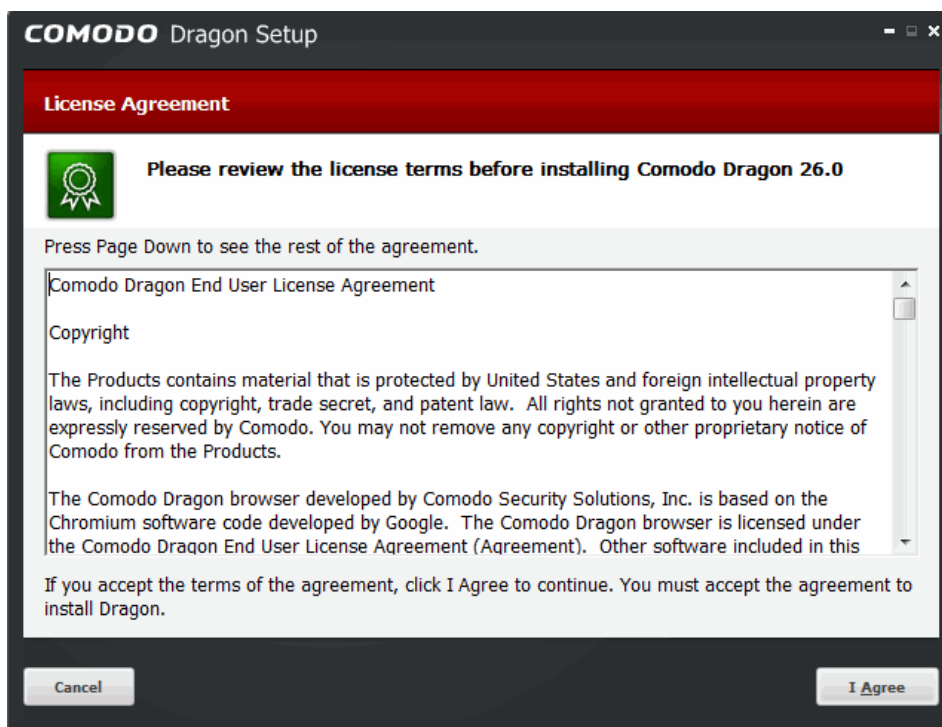 COMODO Dragon Setup
License Agreement
Please review the license terms before installing Comodo Dragon 26.0
Press Page Down to see the rest of the agreement.
Comodo Dragon End User License Agreement
Copyright
The Products contains material that is protected by United States and foreign intellectual property
laws, including copyright, trade secret, and patent law.  All rights not granted to you herein are
expressly reserved by Comodo. You may not remove any copyright or other proprietary notice of
Comodo from the Products.
The Comodo Dragon browser developed by Comodo Security Solutions, Inc. is based on the
Chromium software code developed by Google.  The Comodo Dragon browser is licensed under
the Comodo Dragon End User License Agreement (Agreement).  Other software included in this
If you accept the terms of the agreement, click I Agree to continue. You must accept the agreement to
install Dragon.
Cancel
I Agree